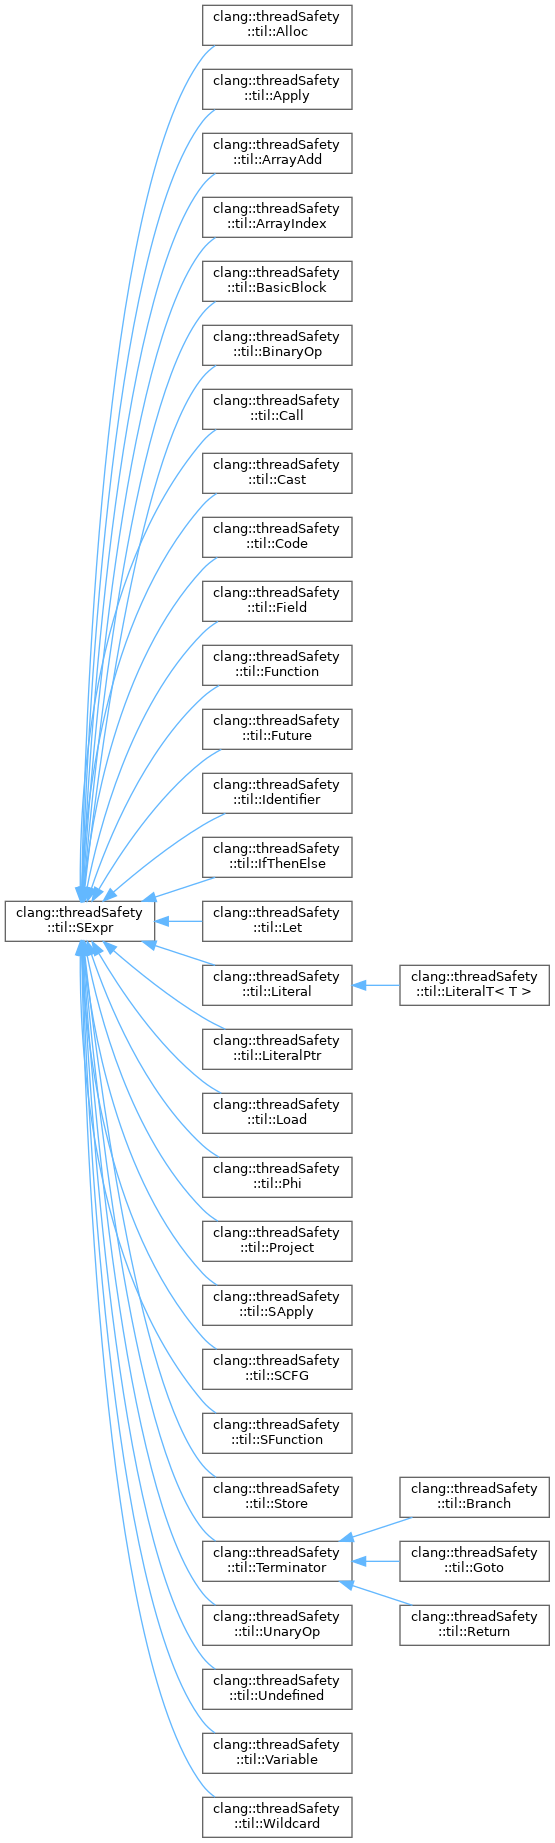 clang::threadSafety
::til::Alloc
clang::threadSafety
::til::Apply
clang::threadSafety
::til::ArrayAdd
clang::threadSafety
::til::ArrayIndex
clang::threadSafety
::til::BasicBlock
clang::threadSafety
::til::BinaryOp
clang::threadSafety
::til::Call
clang::threadSafety
::til::Cast
clang::threadSafety
::til::Code
clang::threadSafety
::til::Field
clang::threadSafety
::til::Function
clang::threadSafety
::til::Future
clang::threadSafety
::til::Identifier
clang::threadSafety
::til::IfThenElse
clang::threadSafety
::til::SExpr
clang::threadSafety
::til::Let
clang::threadSafety
::til::Literal
clang::threadSafety
::til::LiteralT< T >
clang::threadSafety
::til::LiteralPtr
clang::threadSafety
::til::Load
clang::threadSafety
::til::Phi
clang::threadSafety
::til::Project
clang::threadSafety
::til::SApply
clang::threadSafety
::til::SCFG
clang::threadSafety
::til::SFunction
clang::threadSafety
::til::Store
clang::threadSafety
::til::Branch
clang::threadSafety
::til::Terminator
clang::threadSafety
::til::Goto
clang::threadSafety
::til::UnaryOp
clang::threadSafety
::til::Return
clang::threadSafety
::til::Undefined
clang::threadSafety
::til::Variable
clang::threadSafety
::til::Wildcard